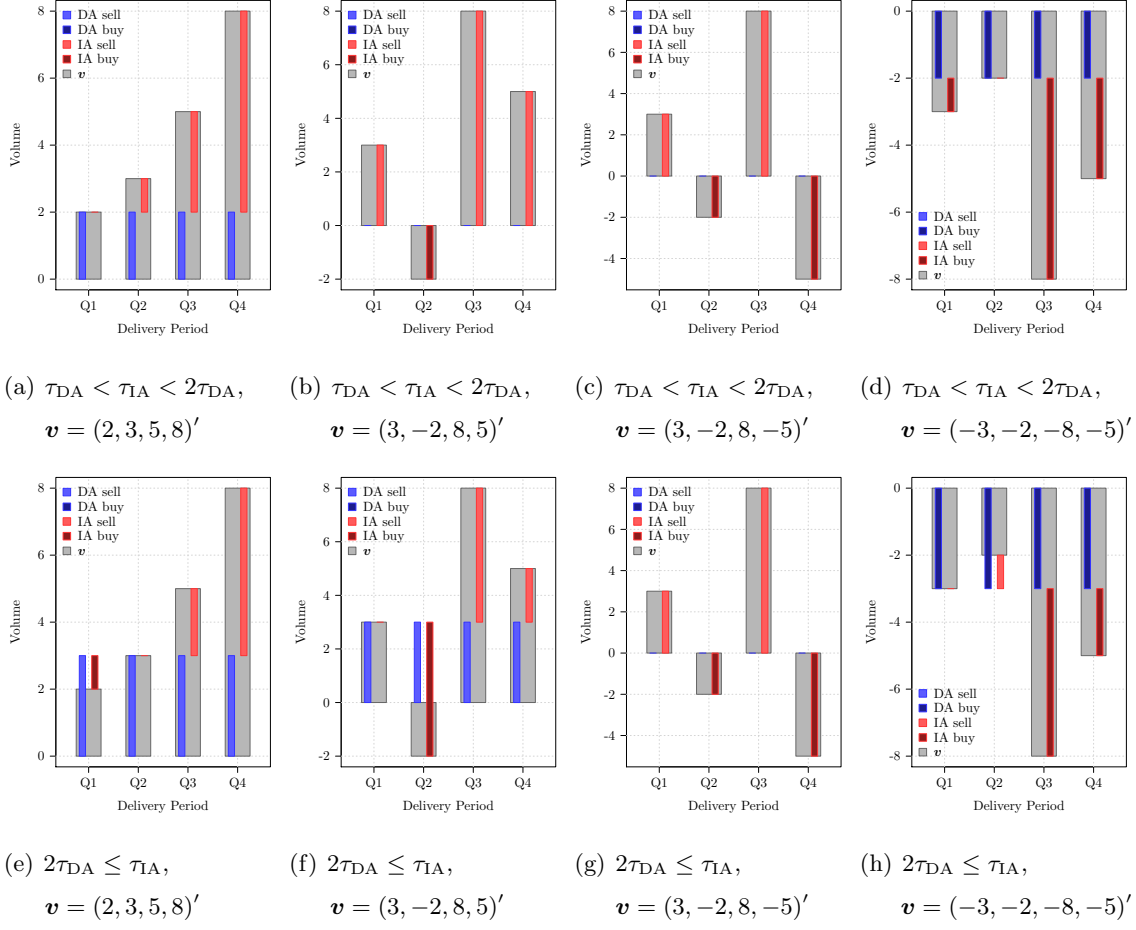 DA sell
DA buy
IA sell
IA buy
v
Volume
8
6
4
2
0
Q1 Q2 Q3 Q4
Delivery Period
DA sell
DA buy
IA sell
IA buy
v
Volume
8
6
4
2
0
-2
Q1 Q2 Q3 Q4
Delivery Period
DA sell
DA buy
IA sell
IA buy
v
Volume
8
6
4
2
0
-2
-4
Q1 Q2 Q3 Q4
Delivery Period
0
-2
-4
-6
-8
Volume
DA sell
DA buy
IA sell
IA buy
v
Q1 Q2 Q3 Q4
Delivery Period
(a) τDA < τIA < 2τDA,
v = (2, 3, 5, 8)′
(b) τDA < τIA < 2τDA,
v = (3, −2, 8, 5)′
(c) τDA < τIA < 2τDA,
v = (3, −2, 8, −5)′
(d) τDA < τIA < 2τDA,
v = (−3, −2, −8, −5)′
DA sell
DA buy
IA sell
IA buy
v
Volume
8
6
4
2
0
Q1 Q2 Q3 Q4
Delivery Period
DA sell
DA buy
IA sell
IA buy
v
Volume
8
6
4
2
0
-2
Q1 Q2 Q3 Q4
Delivery Period
DA sell
DA buy
IA sell
IA buy
v
Volume
8
6
4
2
0
-2
-4
Q1 Q2 Q3 Q4
Delivery Period
0
-2
-4
-6
-8
Volume
DA sell
DA buy
IA sell
IA buy
v
Q1 Q2 Q3 Q4
Delivery Period
(e) 2τDA ≤ τIA,
v = (2, 3, 5, 8)′
(f) 2τDA ≤ τIA,
v = (3, −2, 8, 5)′
(g) 2τDA ≤ τIA,
v = (3, −2, 8, −5)′
(h) 2τDA ≤ τIA,
v = (−3, −2, −8, −5)′